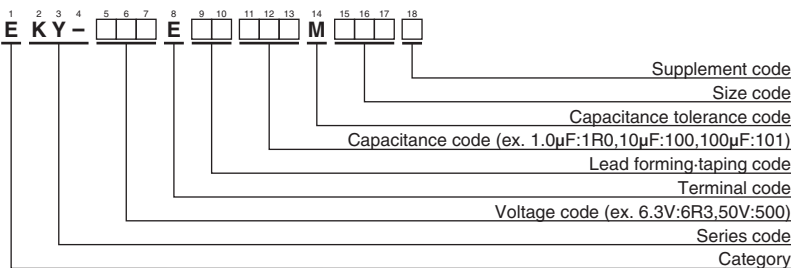 1 2 3 4 5 6 7 8 9 10 11 12 13 14 15 16 17 18
E KY– □□□ E □□ □□□ M □□□ □
Supplement code
Size code
Capacitance tolerance code
Capacitance code (ex. 1.0μF:1R0,10μF:100,100μF:101)
Lead forming·taping code
Terminal code
Voltage code (ex. 6.3V:6R3,50V:500)
Series code
Category